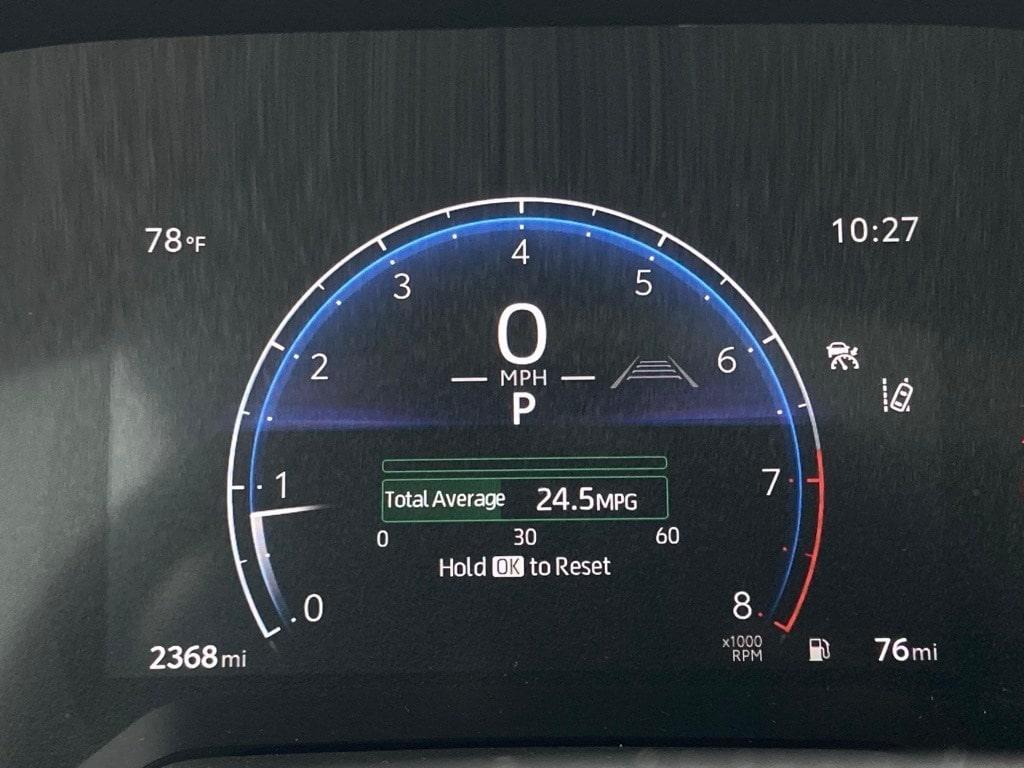 78°F
10:27
4
3
5
0
MPH
P
2
6
1
7
Total Average 24.5MPG
0 30 60
Hold OK to Reset
0
8
x1000
RPM
2368mi
76mi